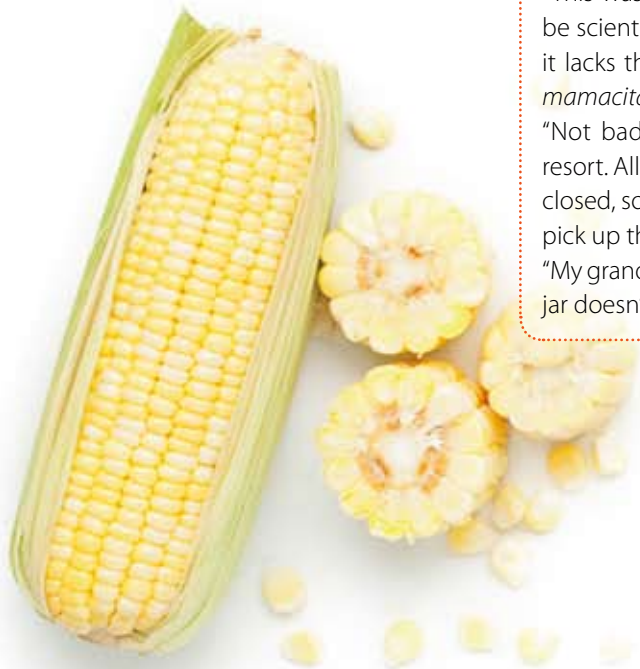 be scient
it lacks th
mamacita
"Not bad
resort. All
closed, so
pick up th
"My grand
jar doesn'